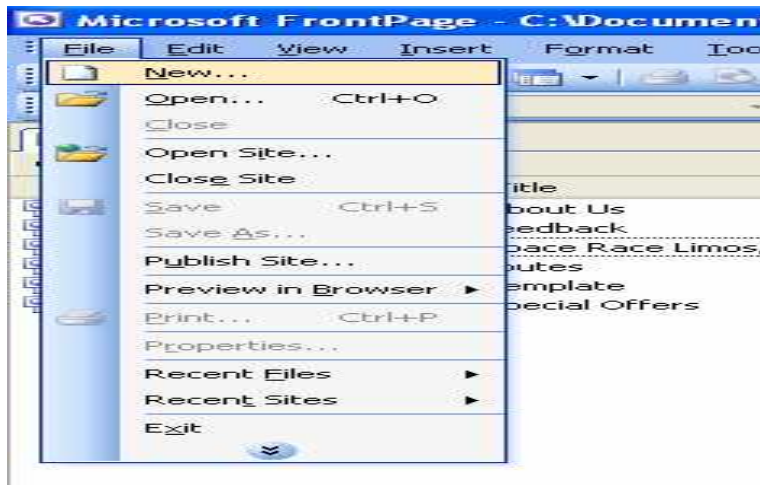 Microsoft FrontPage - C:\Documen
File Edit View Insert Format Too
New...
Open... Ctrl+O
Close
Open Site...
Close Site
Save Ctrl+S
Save As...
Publish Site...
Preview in Browser
Print... Ctrl+P
Properties...
Recent Files
Recent Sites
Exit
itle
bout Us
eedback
pace Race Limos,
outes
emplate
pecial Offers